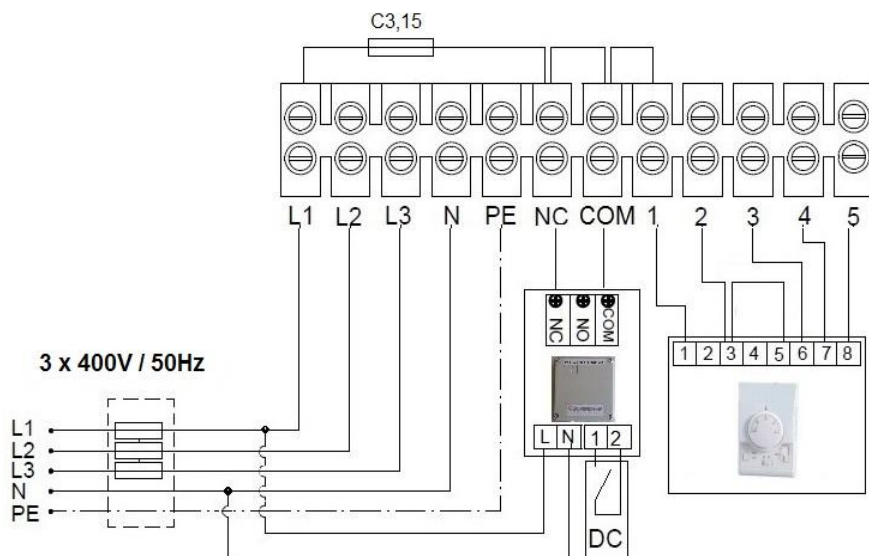 C3,15
L1 L2 L3 N PE NC COM 1 2 3 4 5
NC NO COM
1 2 3 4 5 6 7 8
3 x 400V / 50Hz
L N 1 2
L1
L2
L3
N
PE
DC